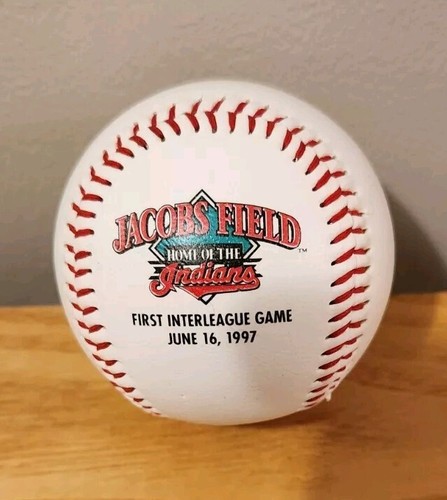 JACOBS FIELD
™
HOME OF THE
Indians
FIRST INTERLEAGUE GAME
JUNE 16, 1997